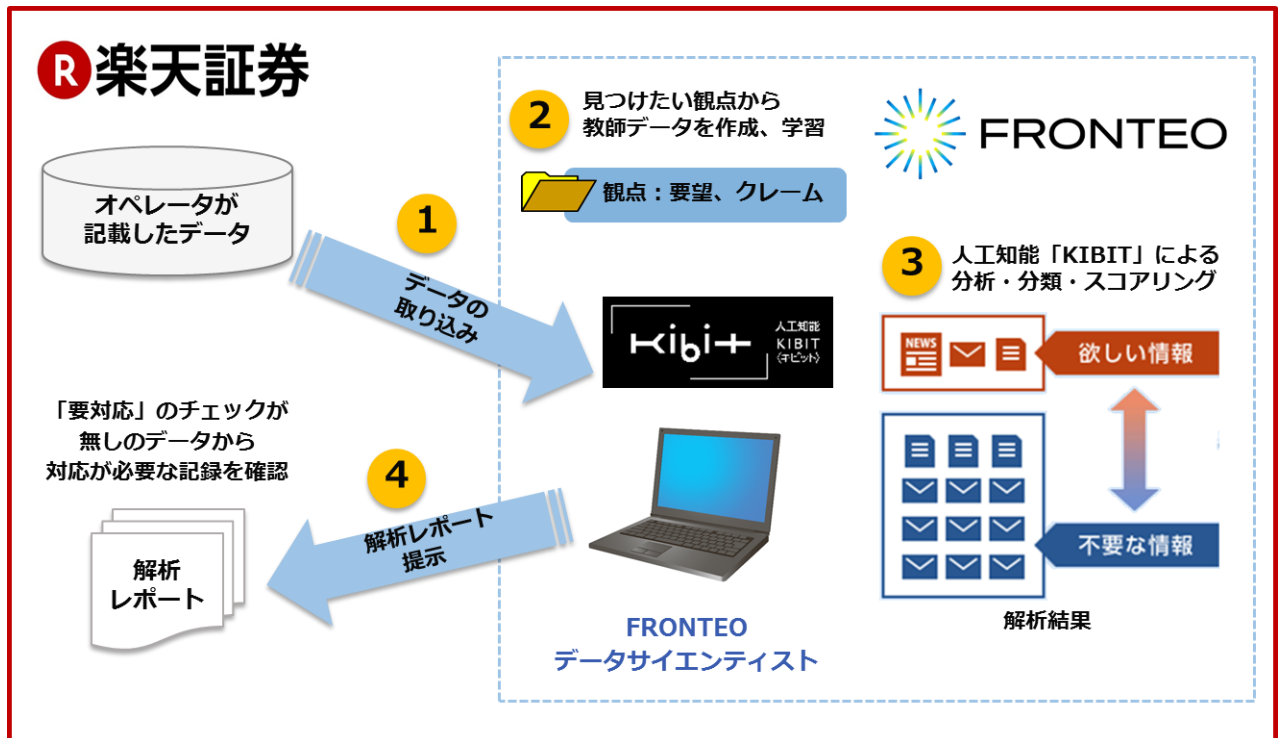 R楽天証券
オペレータが
記載したデータ
1
データの
取り込み
2
見つけたい観点から
教師データを作成、学習
観点：要望、クレーム
FRONTEO
kibit
人工知能
KIBIT
〈キビット〉
3
人工知能「KIBIT」による
分析・分類・スコアリング
NEWS
欲しい情報
不要な情報
解析結果
FRONTEO
データサイエンティスト
4
解析レポート
提示
「要対応」のチェックが
無しのデータから
対応が必要な記録を確認
解析
レポート